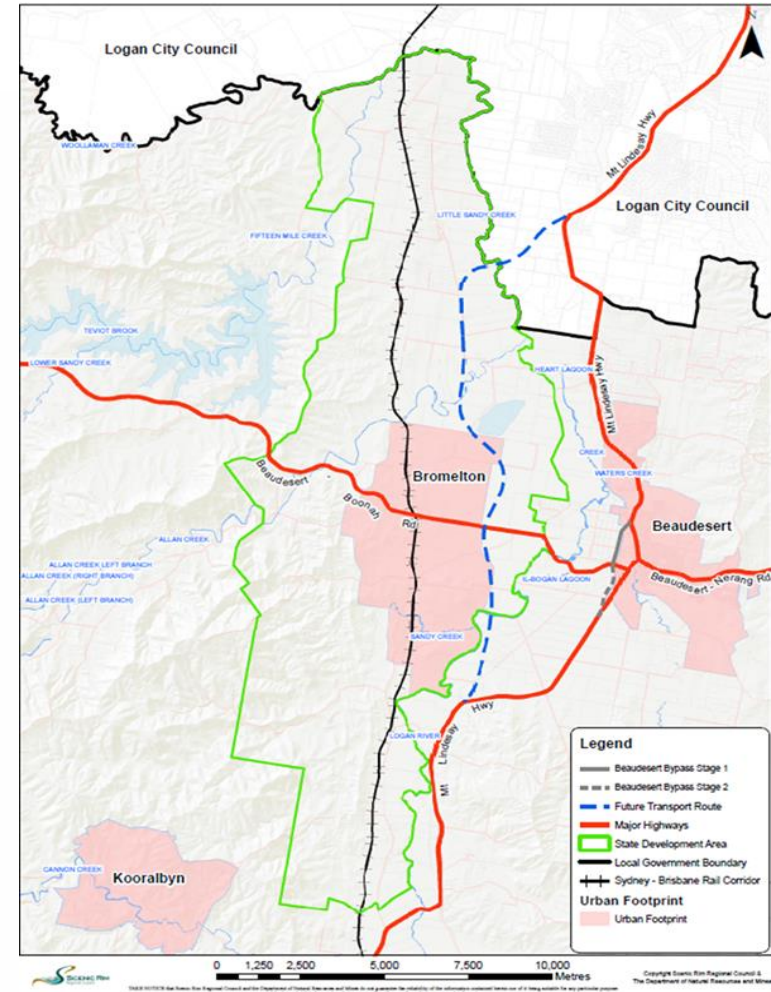 Logan City Council
Z
WOOLLAMAN CREEK
Mt Lindesay Hwy
Logan City Council
LITTLE SANDY CREEK
FIFTEEN MILE CREEK
TEVIOT BROOK
LOWER SANDY CREEK
HEART LAGOON
Mt Lindesay Hwy
CREEK
WATERS CREEK
Bromelton
Beaudesert
Boonah
Rd
Beaudesert
ALLAN CREEK
ALLAN CREEK LEFT BRANCH
ALLAN CREEK (RIGHT BRANCH)
ALLAN CREEK (LEFT BRANCH)
IL-BOGAN LAGOON
Beaudesert - Nerang Rd
SANDY CREEK
LOGAN RIVER
Mt Lindesay Hwy
CANNON CREEK
Kooralbyn
Legend
Beaudesert Bypass Stage 1
Beaudesert Bypass Stage 2
Future Transport Route
Major Highways
State Development Area
Local Government Boundary
Sydney - Brisbane Rail Corridor
Urban Footprint
Urban Footprint
SCENIC RIM
0 1,250 2,500 5,000 7,500 10,000
Metres
Copyright Scenic Rim Regional Council &
The Department of Natural Resources and Mines